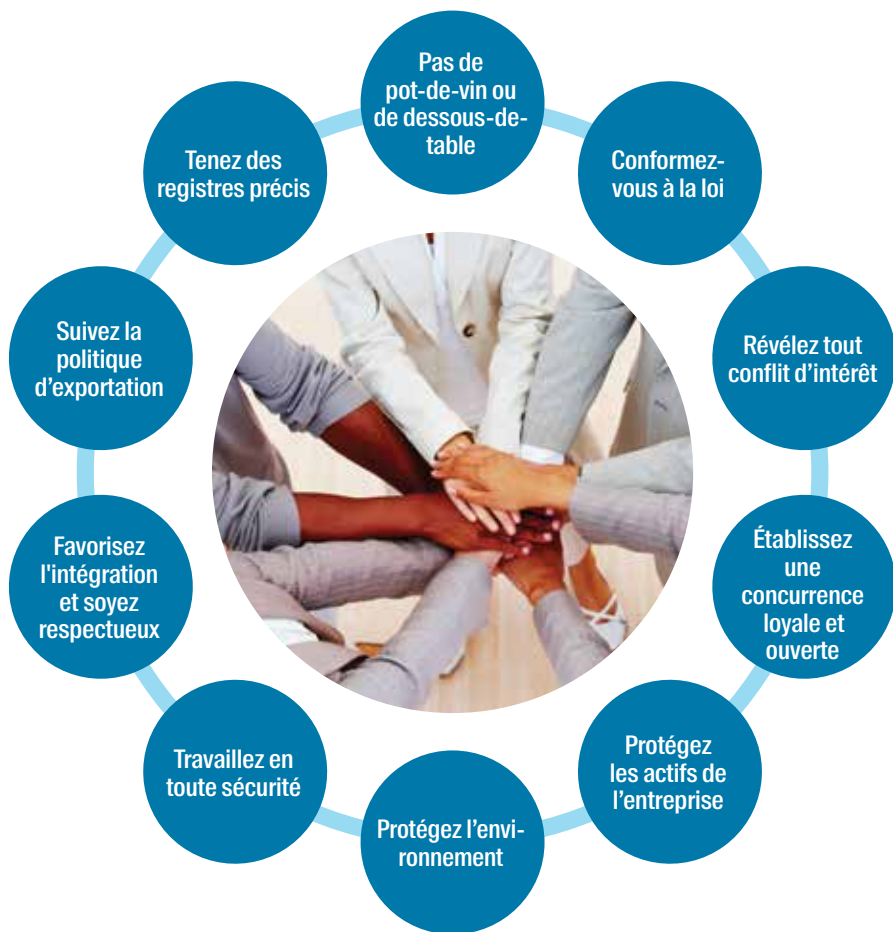 Pas de
pot-de-vin ou
de dessous-de-
table
Conformez-
vous à la loi
Révélez tout
conflit d’intérêt
Établissez
une
concurrence
loyale et
ouverte
Protégez
les actifs de
l’entreprise
Protégez l’envi-
ronnement
Travaillez en
toute sécurité
Favorisez
l'intégration
et soyez
respectueux
Suivez la
politique
d’exportation
Tenez des
registres précis